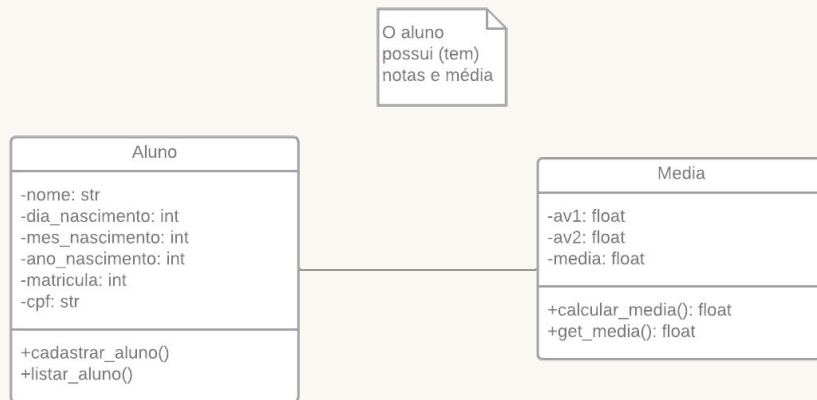 O aluno
possui (tem)
notas e média
Aluno
-nome: str
-dia_nascimento: int
-mes_nascimento: int
-ano_nascimento: int
-matricula: int
-cpf: str
+cadastrar_aluno()
+listar_aluno()
Media
-av1: float
-av2: float
-media: float
+calcular_media(): float
+get_media(): float